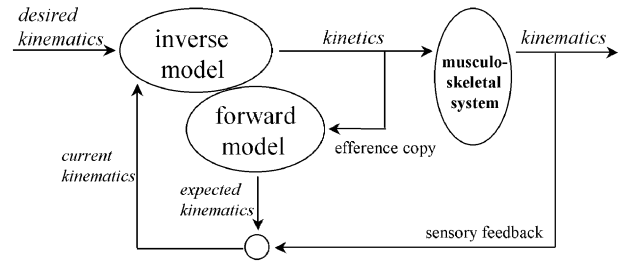 desired
kinematics
inverse
model
kinetics
musculo-
skeletal
system
kinematics
forward
model
efference copy
current
kinematics
expected
kinematics
sensory feedback